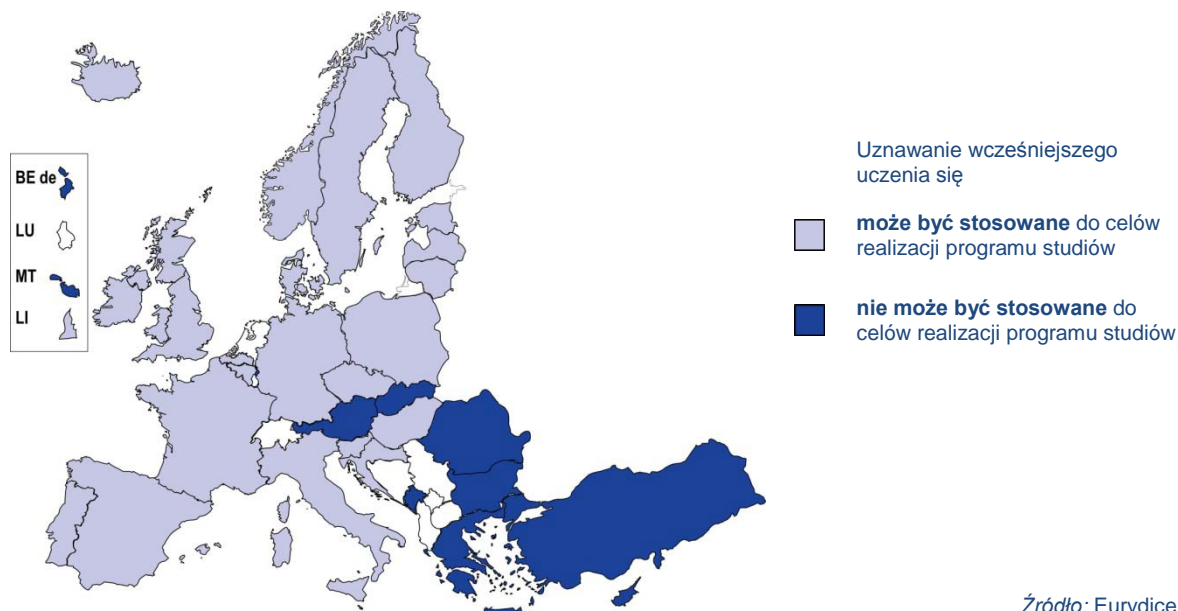 BE de
LU
MT
LI
Uznawanie wcześniejszego
uczenia się
może być stosowane do celów
realizacji programu studiów
nie może być stosowane do
celów realizacji programu studiów
Źródło: Eurydice